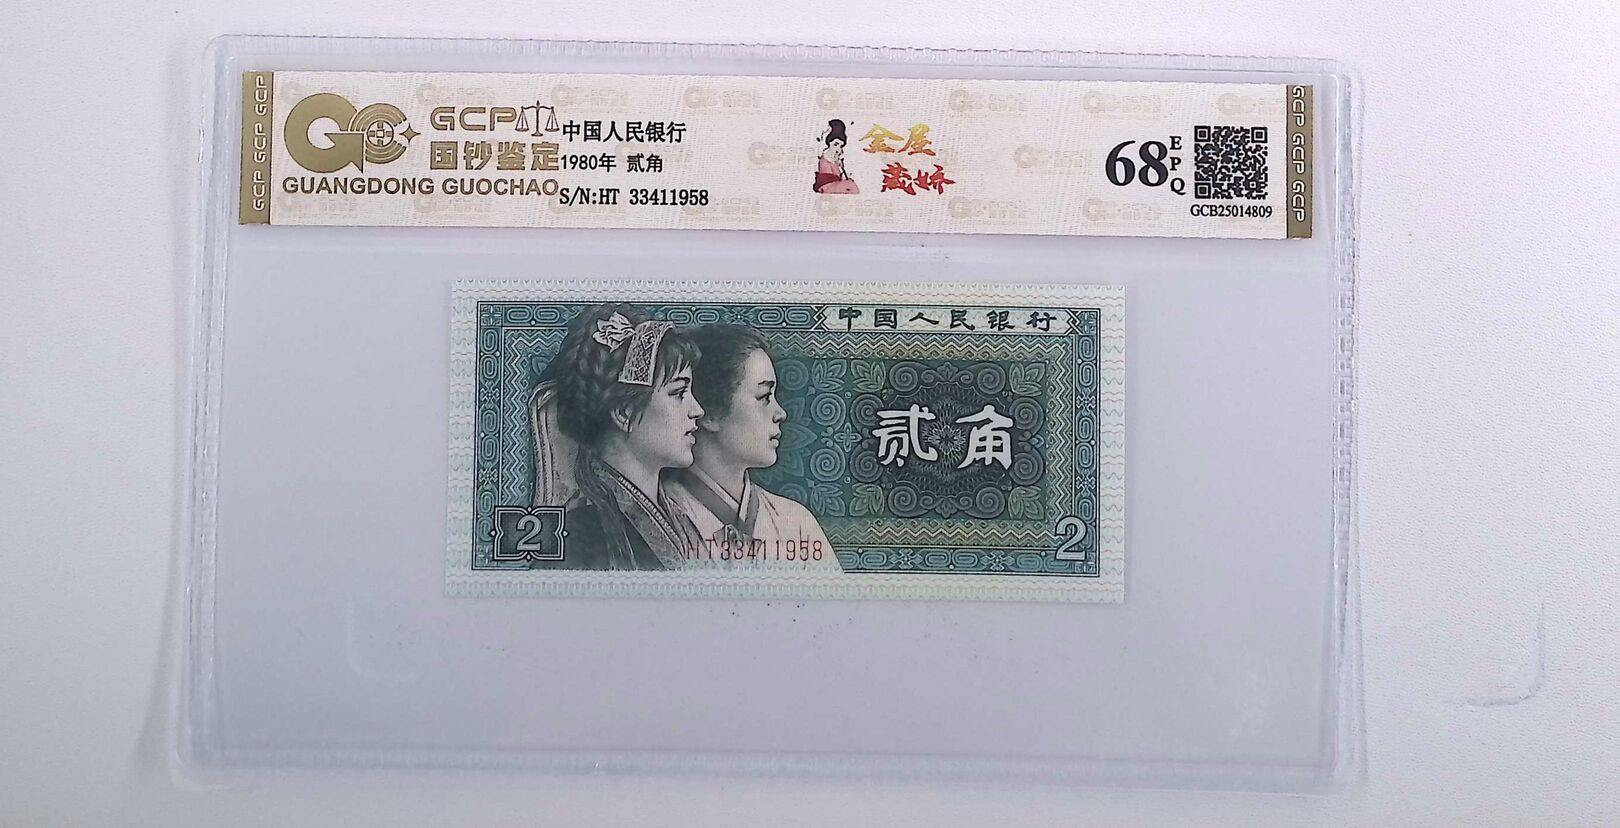 GCP GCP GCP
GCP
国钞鉴定
GUANGDONG GUOCHAO
中国人民银行
1980年 贰角
S/N:HT 33411958
金屋
藏娇
68
EPQ
GCB25014809
GCP GCP GCP
中国人民银行
贰角
2
HT33411958
2